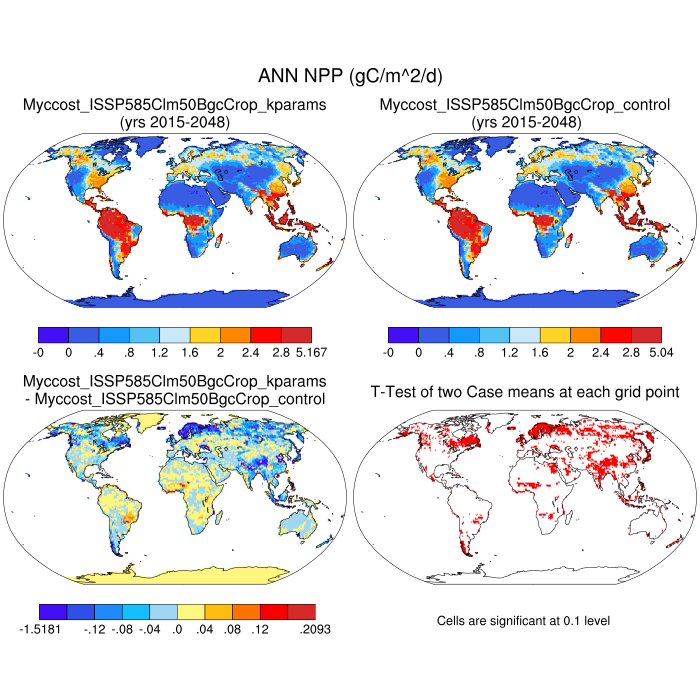 ANN NPP (gC/m^2/d)
Myccost_ISSP585Clm50BgcCrop_kparams
(yrs 2015-2048)
Myccost_ISSP585Clm50BgcCrop_control
(yrs 2015-2048)
-0 0 .4 .8 1.2 1.6 2 2.4 2.8 5.167
-0 0 .4 .8 1.2 1.6 2 2.4 2.8 5.04
Myccost_ISSP585Clm50BgcCrop_kparams
- Myccost_ISSP585Clm50BgcCrop_control
T-Test of two Case means at each grid point
-1.5181 -.12 -.08 -.04 .0 .04 .08 .12 .2093
Cells are significant at 0.1 level